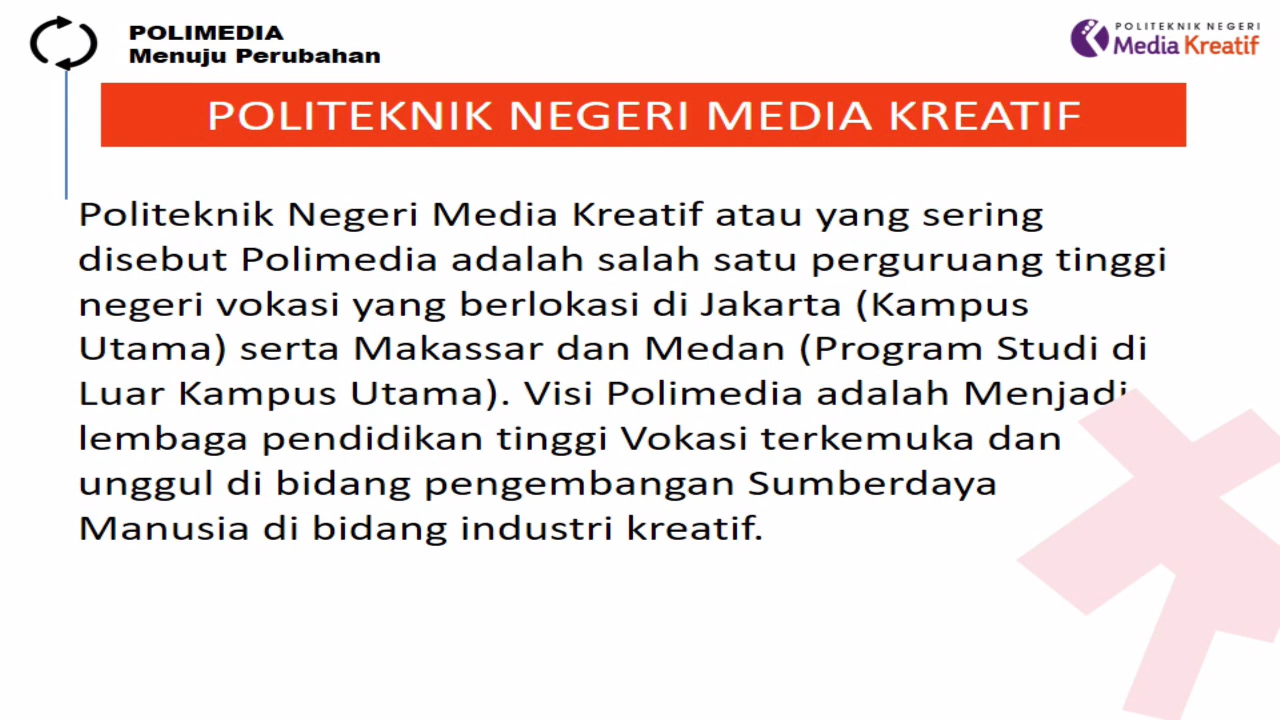 POLIMEDIA
Menuju Perubahan
POLITEKNIK NEGERI
Media Kreatif
POLITEKNIK NEGERI MEDIA KREATIF
Politeknik Negeri Media Kreatif atau yang sering
disebut Polimedia adalah salah satu perguruang tinggi
negeri vokasi yang berlokasi di Jakarta (Kampus
Utama) serta Makassar dan Medan (Program Studi di
Luar Kampus Utama). Visi Polimedia adalah Menjadi
lembaga pendidikan tinggi Vokasi terkemuka dan
unggul di bidang pengembangan Sumberdaya
Manusia di bidang industri kreatif.